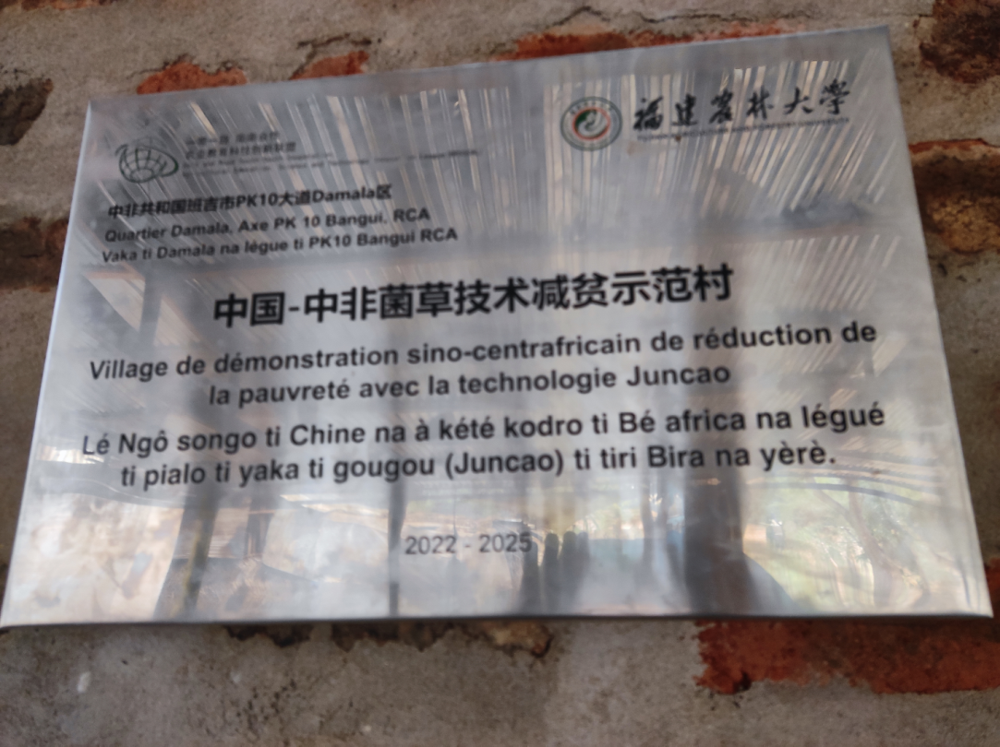 福建农林大学
中非共和国班吉市PK10大道Damala区
Quartier Damala, Axe PK 10 Bangui, RCA
Vaka ti Damala na légue ti PK10 Bangui RCA
中国-中非菌草技术减贫示范村
Village de démonstration sino-centrafricain de réduction de
la pauvreté avec la technologie Juncao
Lé Ngô songo ti Chine na à kété kodro ti Bé africa na légué
ti pialo ti yaka ti gougou (Juncao) ti tiri Bira na yèrè.
2022 - 2025